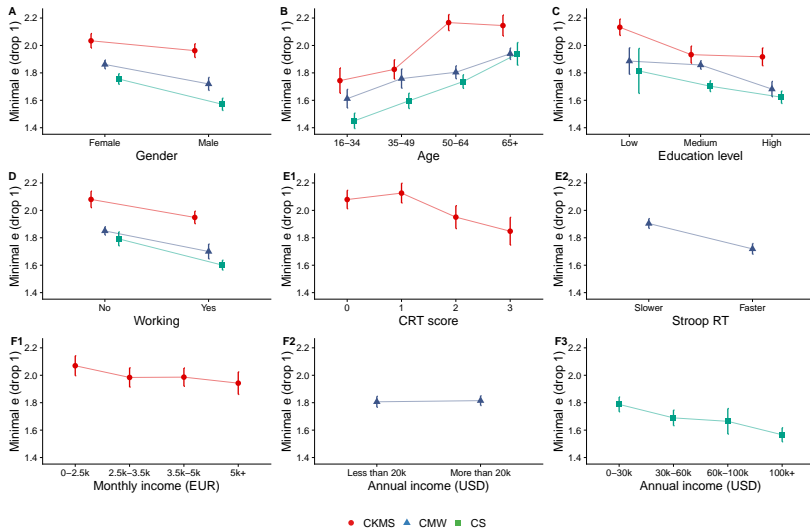 A
Minimal e (drop 1)
2.2
2.0
1.8
1.6
1.4
Female Male
Gender
B
Minimal e (drop 1)
2.2
2.0
1.8
1.6
1.4
16−34 35−49 50−64 65+
Age
C
Minimal e (drop 1)
2.2
2.0
1.8
1.6
1.4
Low Medium High
Education level
D
Minimal e (drop 1)
2.2
2.0
1.8
1.6
1.4
No Yes
Working
E1
Minimal e (drop 1)
2.2
2.0
1.8
1.6
1.4
0 1 2 3
CRT score
E2
Minimal e (drop 1)
2.2
2.0
1.8
1.6
1.4
Slower Faster
Stroop RT
F1
Minimal e (drop 1)
2.2
2.0
1.8
1.6
1.4
0−2.5k 2.5k−3.5k 3.5k−5k 5k+
Monthly income (EUR)
F2
Minimal e (drop 1)
2.2
2.0
1.8
1.6
1.4
Less than 20k More than 20k
Annual income (USD)
F3
Minimal e (drop 1)
2.2
2.0
1.8
1.6
1.4
0−30k 30k−60k 60k−100k 100k+
Annual income (USD)
CKMS CMW CS